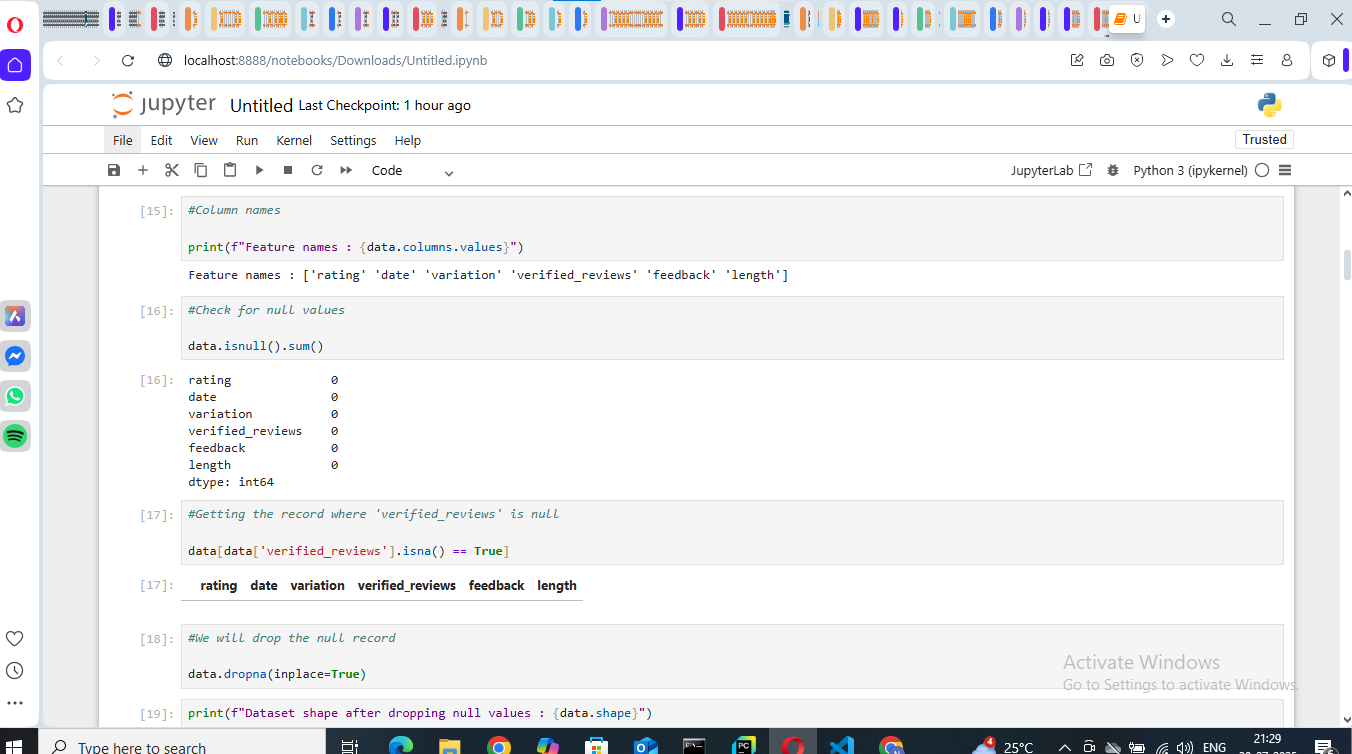 U
localhost:8888/notebooks/Downloads/Untitled.ipynb
jupyter Untitled Last Checkpoint: 1 hour ago
File Edit View Run Kernel Settings Help
Trusted
Code
JupyterLab
Python 3 (ipykernel)
[15]:
#Column names
print(f"Feature names : {data.columns.values}")
Feature names : ['rating' 'date' 'variation' 'verified_reviews' 'feedback' 'length']
[16]:
#Check for null values
data.isnull().sum()
[16]:
rating 0
date 0
variation 0
verified_reviews 0
feedback 0
length 0
dtype: int64
[17]:
#Getting the record where 'verified_reviews' is null
data[data['verified_reviews'].isna() == True]
[17]:
rating date variation verified_reviews feedback length
[18]:
#We will drop the null record
data.dropna(inplace=True)
[19]:
print(f"Dataset shape after dropping null values : {data.shape}")
Activate Windows
Go to Settings to activate Windows.
Type here to search
PC
4
25°C
ENG
21:29